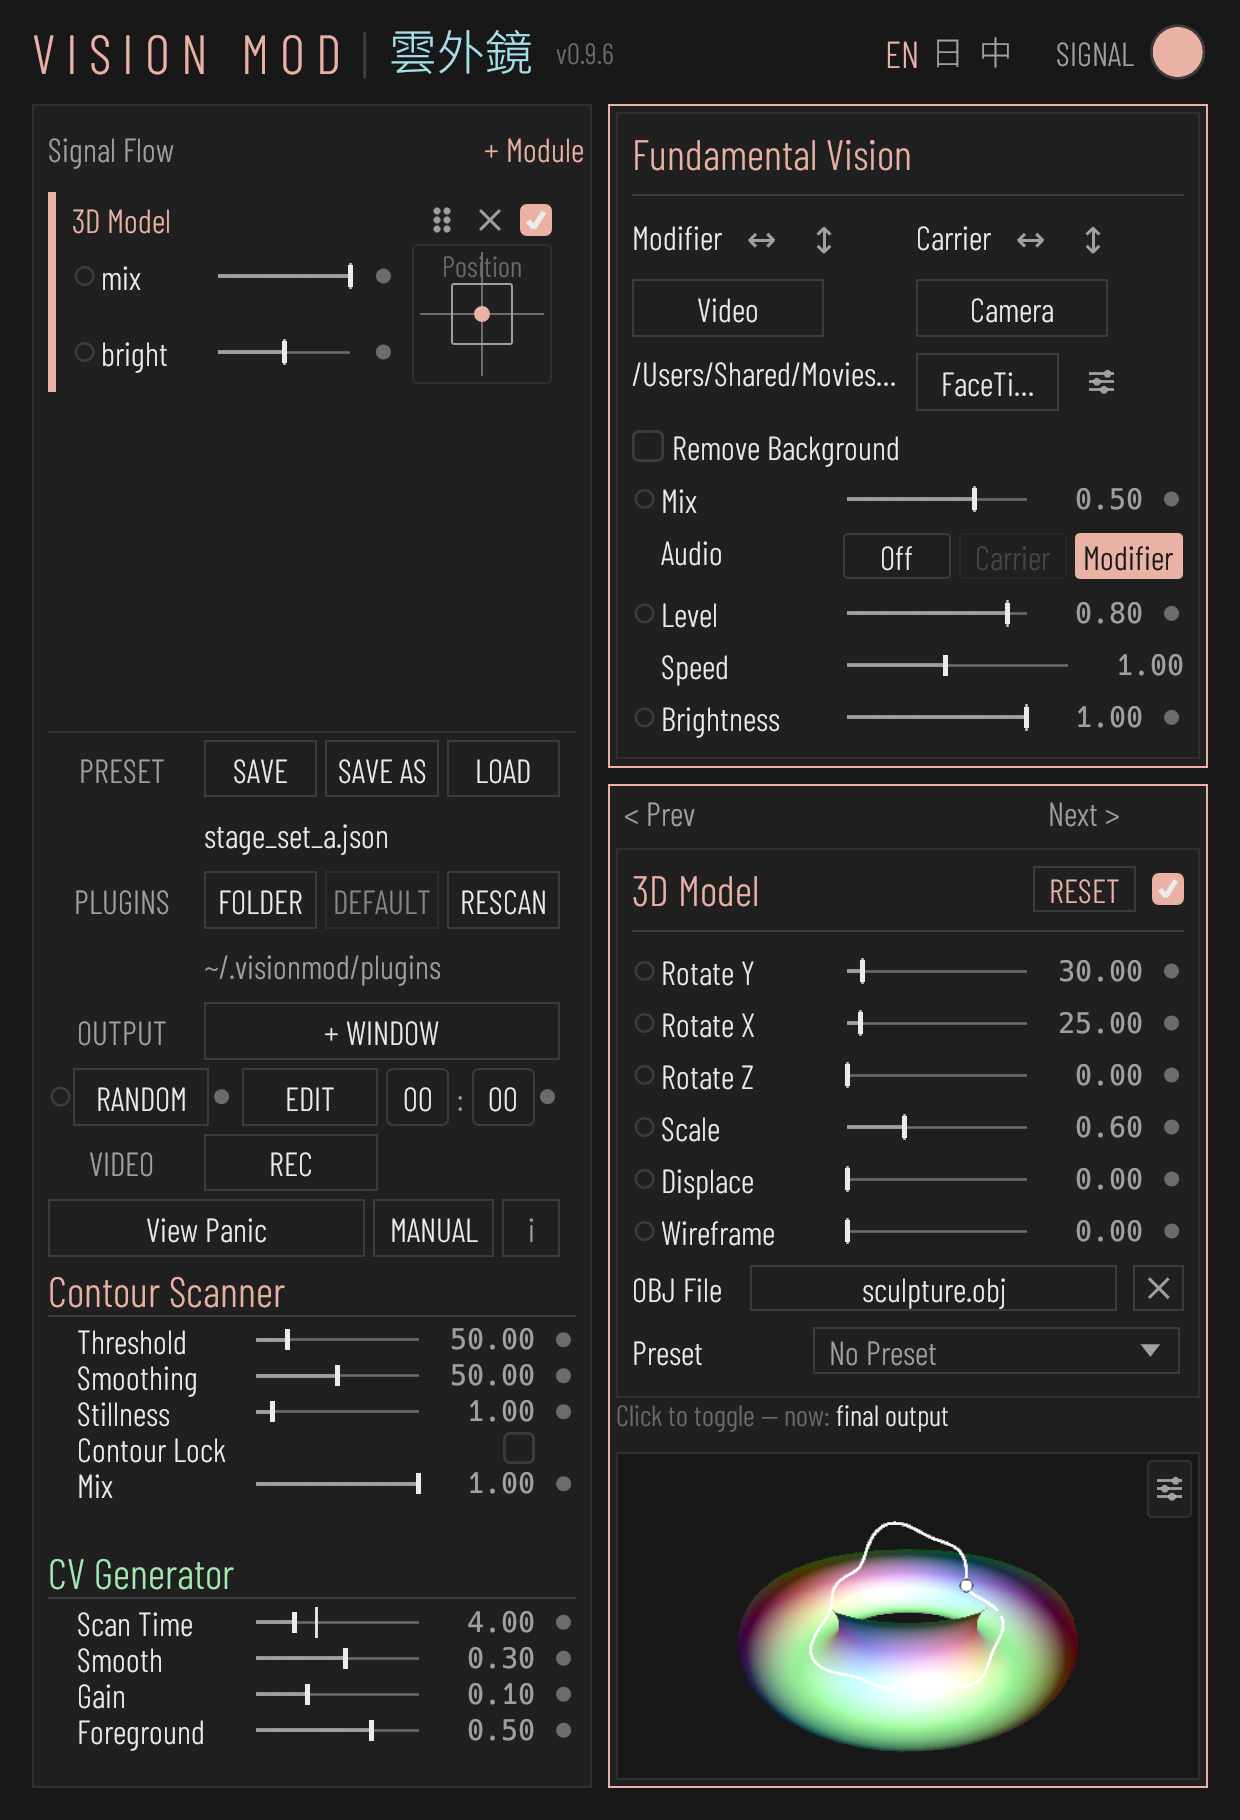 VISION MOD 雲外鏡 v0.9.6
EN 日 中 SIGNAL
Signal Flow + Module
3D Model
mix
bright
Position
PRESET SAVE SAVE AS LOAD
stage_set_a.json
PLUGINS FOLDER DEFAULT RESCAN
~/.visionmod/plugins
OUTPUT + WINDOW
RANDOM EDIT 00 : 00
VIDEO REC
View Panic MANUAL i
Contour Scanner
Threshold 50.00
Smoothing 50.00
Stillness 1.00
Contour Lock
Mix 1.00
CV Generator
Scan Time 4.00
Smooth 0.30
Gain 0.10
Foreground 0.50
Fundamental Vision
Modifier ↔ ↕ Carrier ↔ ↕
Video Camera
/Users/Shared/Movies... FaceTi...
Remove Background
Mix 0.50
Audio Off Carrier Modifier
Level 0.80
Speed 1.00
Brightness 1.00
< Prev Next >
3D Model RESET
Rotate Y 30.00
Rotate X 25.00
Rotate Z 0.00
Scale 0.60
Displace 0.00
Wireframe 0.00
OBJ File sculpture.obj
Preset No Preset
Click to toggle — now: final output